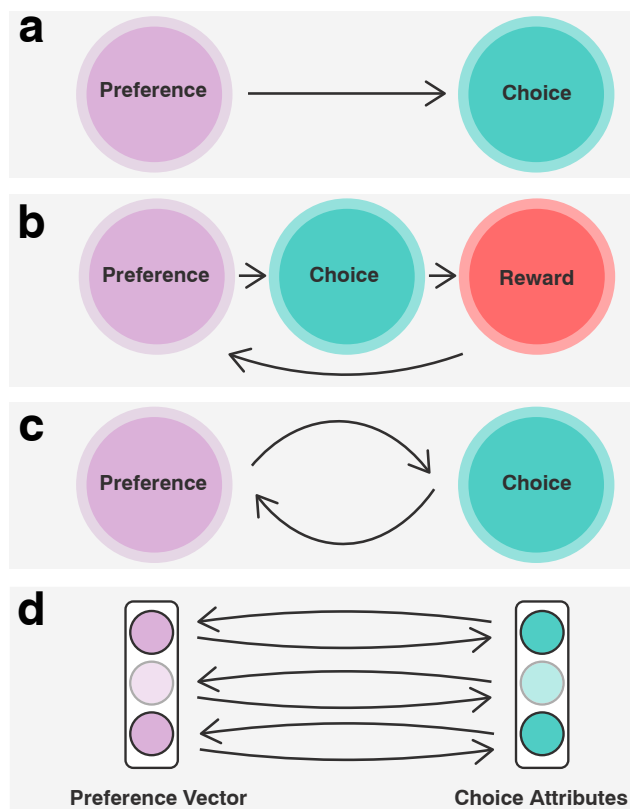 a
Preference
Choice
b
Preference
Choice
Reward
c
Preference
Choice
d
Preference Vector
Choice Attributes